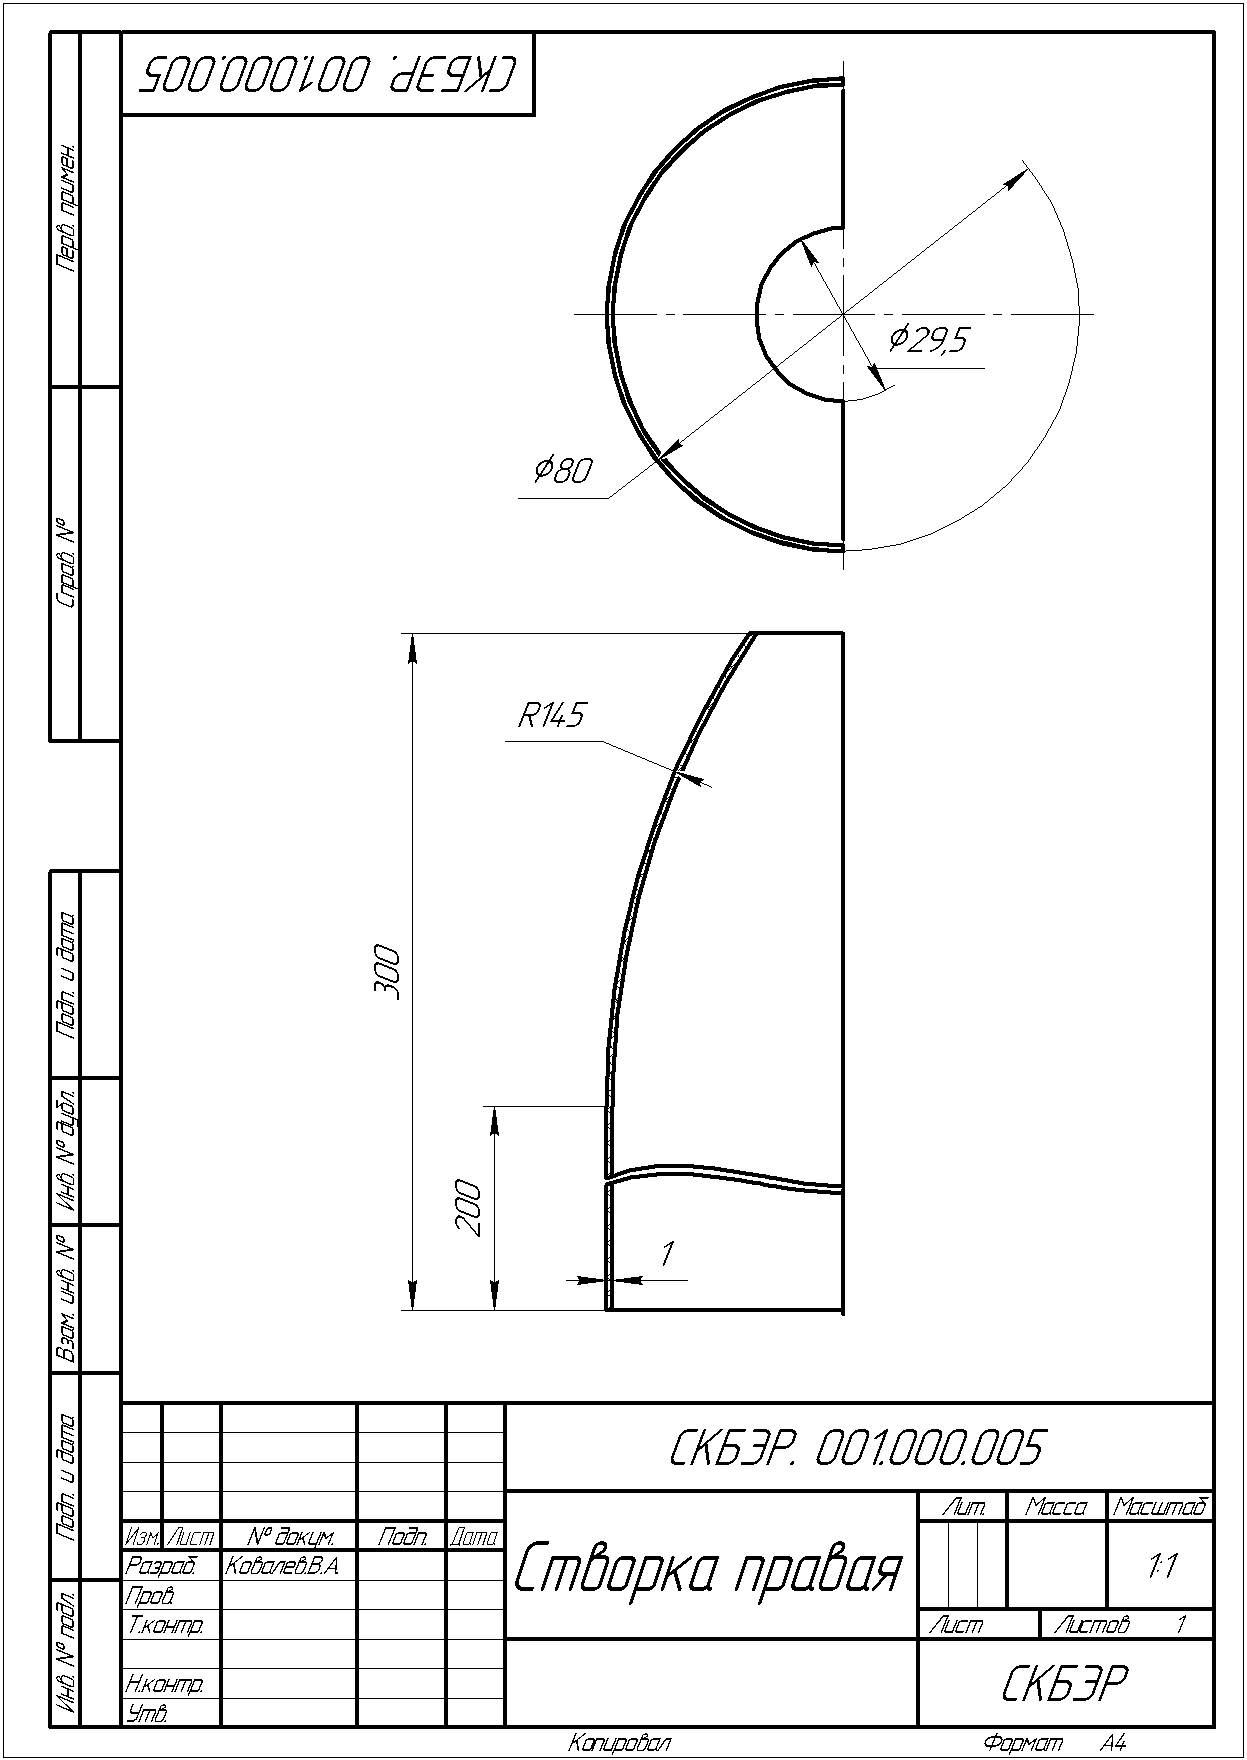 СКБЭР. 001.000.005
Перв. примен.
Справ. №
Подп. и дата
Инв. № дубл.
Взам. инв. №
Подп. и дата
Инв. № подл.
⌀29,5
⌀80
R145
300
200
1
СКБЭР. 001.000.005
Изм. Лист № докум. Подп. Дата
Разраб. Ковалев.В.А.
Пров.
Т.контр.
Н.контр.
Утв.
Створка правая
Лит. Масса Масштаб
1:1
Лист Листов 1
СКБЭР
Копировал Формат А4